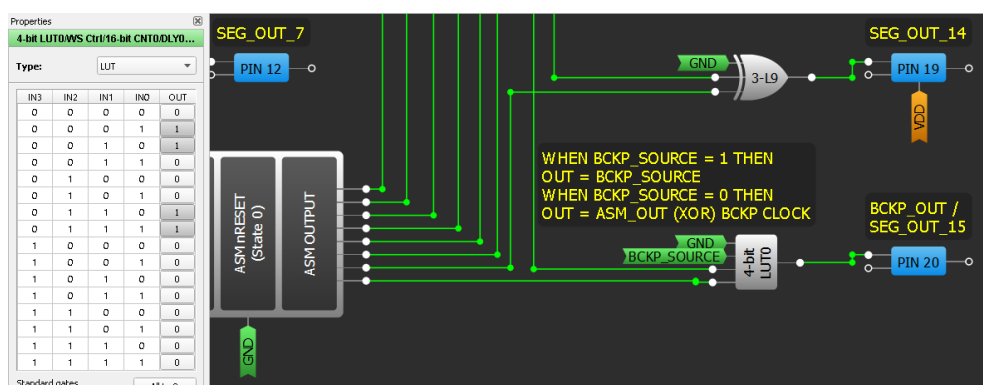 Properties
4-bit LUT0/WS Ctrl/16-bit CNT0/DLY0...
Type: LUT
IN3 IN2 IN1 IN0 OUT
0 0 0 0 0
0 0 0 1 1
0 0 1 0 1
0 0 1 1 0
0 1 0 0 0
0 1 0 1 0
0 1 1 0 1
0 1 1 1 1
1 0 0 0 0
1 0 0 1 0
1 0 1 0 0
1 0 1 1 0
1 1 0 0 0
1 1 0 1 0
1 1 1 0 0
1 1 1 1 0
Standard gates
SEG_OUT_7
PIN 12
ASM nRESET
(State 0)
ASM OUTPUT
GND
GND
3-L9
SEG_OUT_14
PIN 19
VDD
WHEN BCKP_SOURCE = 1 THEN
OUT = BCKP_SOURCE
WHEN BCKP_SOURCE = 0 THEN
OUT = ASM_OUT (XOR) BCKP CLOCK
GND
BCKP_SOURCE
4-bit
LUT0
BCKP_OUT /
SEG_OUT_15
PIN 20